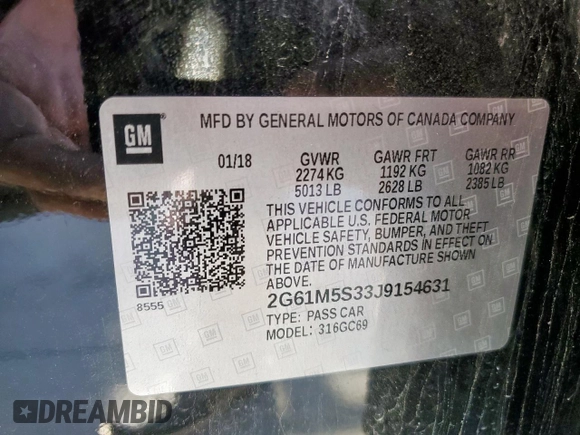 GM
MFD BY GENERAL MOTORS OF CANADA COMPANY
01/18 GVWR GAWR FRT GAWR RR
2274 KG 1192 KG 1082 KG
5013 LB 2628 LB 2385 LB
THIS VEHICLE CONFORMS TO ALL
APPLICABLE U.S. FEDERAL MOTOR
VEHICLE SAFETY, BUMPER, AND THEFT
PREVENTION STANDARDS IN EFFECT ON
THE DATE OF MANUFACTURE SHOWN
ABOVE.
8555
2G61M5S33J9154631
TYPE: PASS CAR
MODEL: 316GC69
DREAMBID